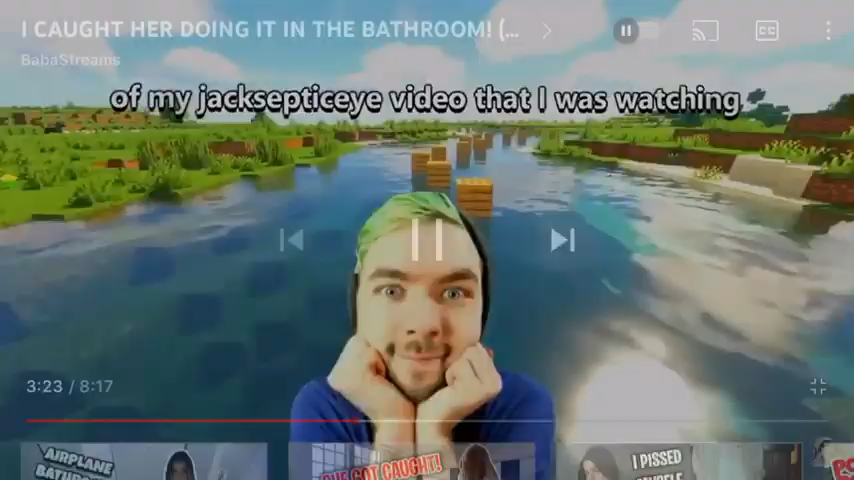 I CAUGHT HER DOING IT IN THE BATHROOM! (...
CC
BabaStreams
of my jacksepticeye video that I was watching
3:23 / 8:17
AIRPLANE
GOT CAUGHT!
I PISSED